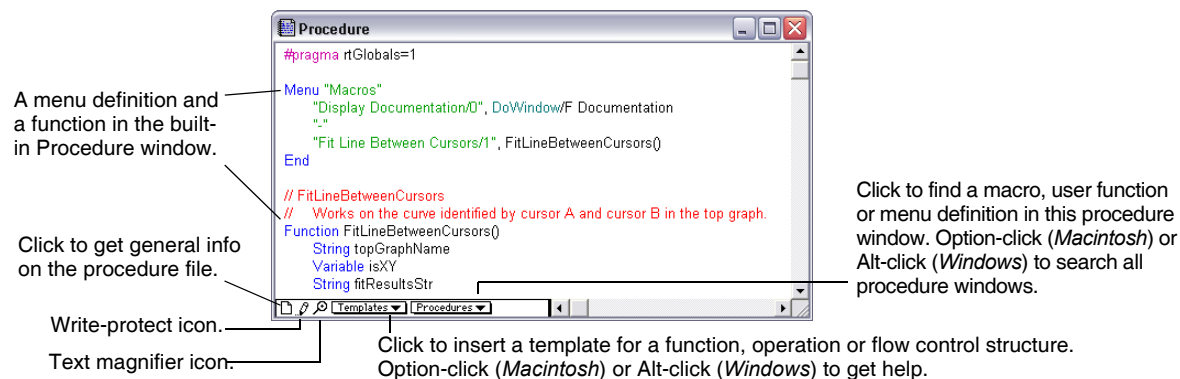 Procedure
#pragma rtGlobals=1
Menu "Macros"
"Display Documentation/0", DoWindow/F Documentation
"-"
"Fit Line Between Cursors/1", FitLineBetweenCursors()
End
// FitLineBetweenCursors
// Works on the curve identified by cursor A and cursor B in the top graph.
Function FitLineBetweenCursors()
String topGraphName
Variable isXY
String fitResultsStr
Templates
Procedures
A menu definition and
a function in the built-
in Procedure window.
Click to get general info
on the procedure file.
Write-protect icon.
Text magnifier icon.
Click to find a macro, user function
or menu definition in this procedure
window. Option-click (Macintosh) or
Alt-click (Windows) to search all
procedure windows.
Click to insert a template for a function, operation or flow control structure.
Option-click (Macintosh) or Alt-click (Windows) to get help.